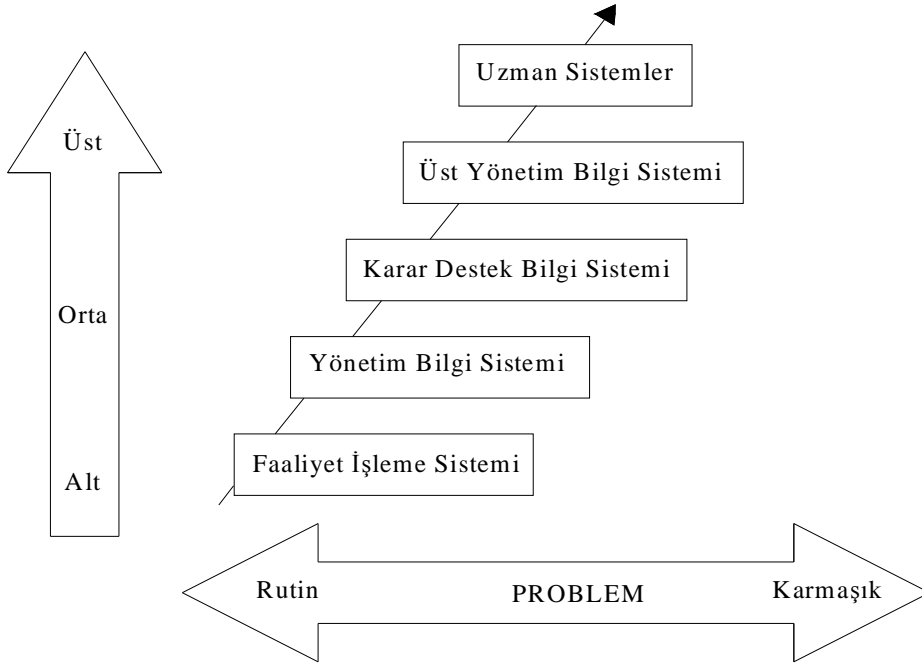 Uzman Sistemler
Üst
Üst Yönetim Bilgi Sistemi
Karar Destek Bilgi Sistemi
Orta
Yönetim Bilgi Sistemi
Faaliyet İşleme Sistemi
Alt
Rutin PROBLEM Karmaşık